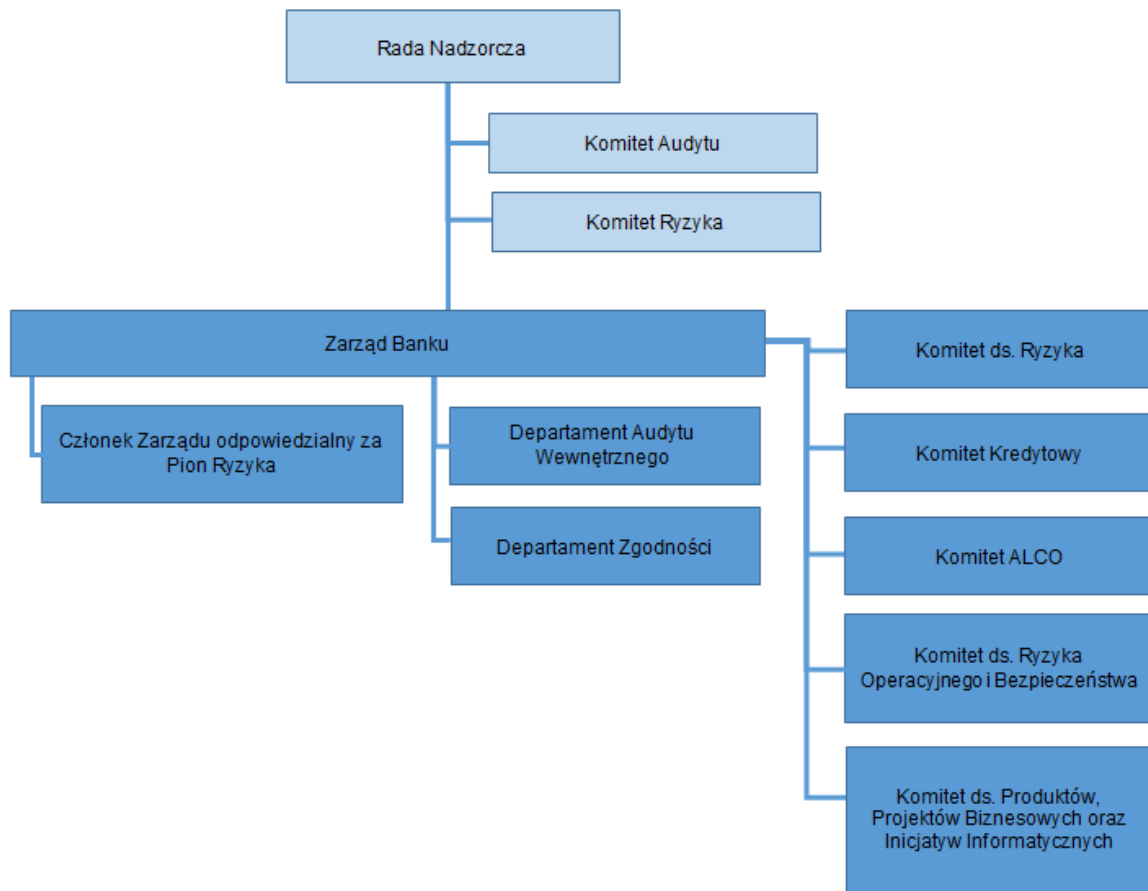 Rada Nadzorcza
Komitet Audytu
Komitet Ryzyka
Zarząd Banku
Członek Zarządu odpowiedzialny za
Pion Ryzyka
Departament Audytu
Wewnętrznego
Departament Zgodności
Komitet ds. Ryzyka
Komitet Kredytowy
Komitet ALCO
Komitet ds. Ryzyka
Operacyjnego i Bezpieczeństwa
Komitet ds. Produktów,
Projektów Biznesowych oraz
Inicjatyw Informatycznych